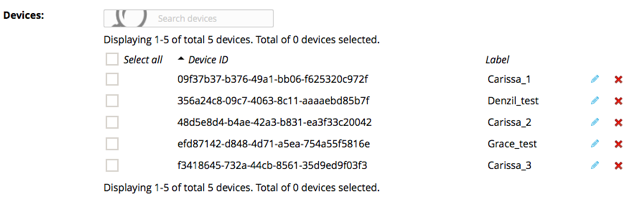 Devices: Search devices
Displaying 1-5 of total 5 devices. Total of 0 devices selected.
Select all Device ID Label
09f37b37-b376-49a1-bb06-f625320c972f Carissa_1
356a24c8-09c7-4063-8c11-aaaaebd85b7f Denzil_test
48d5e8d4-b4ae-42a3-b831-ea3f33c20042 Carissa_2
efd87142-d848-4d71-a5ea-754a55f5816e Grace_test
f3418645-732a-44cb-8561-35d9ed9f03f3 Carissa_3
Displaying 1-5 of total 5 devices. Total of 0 devices selected.